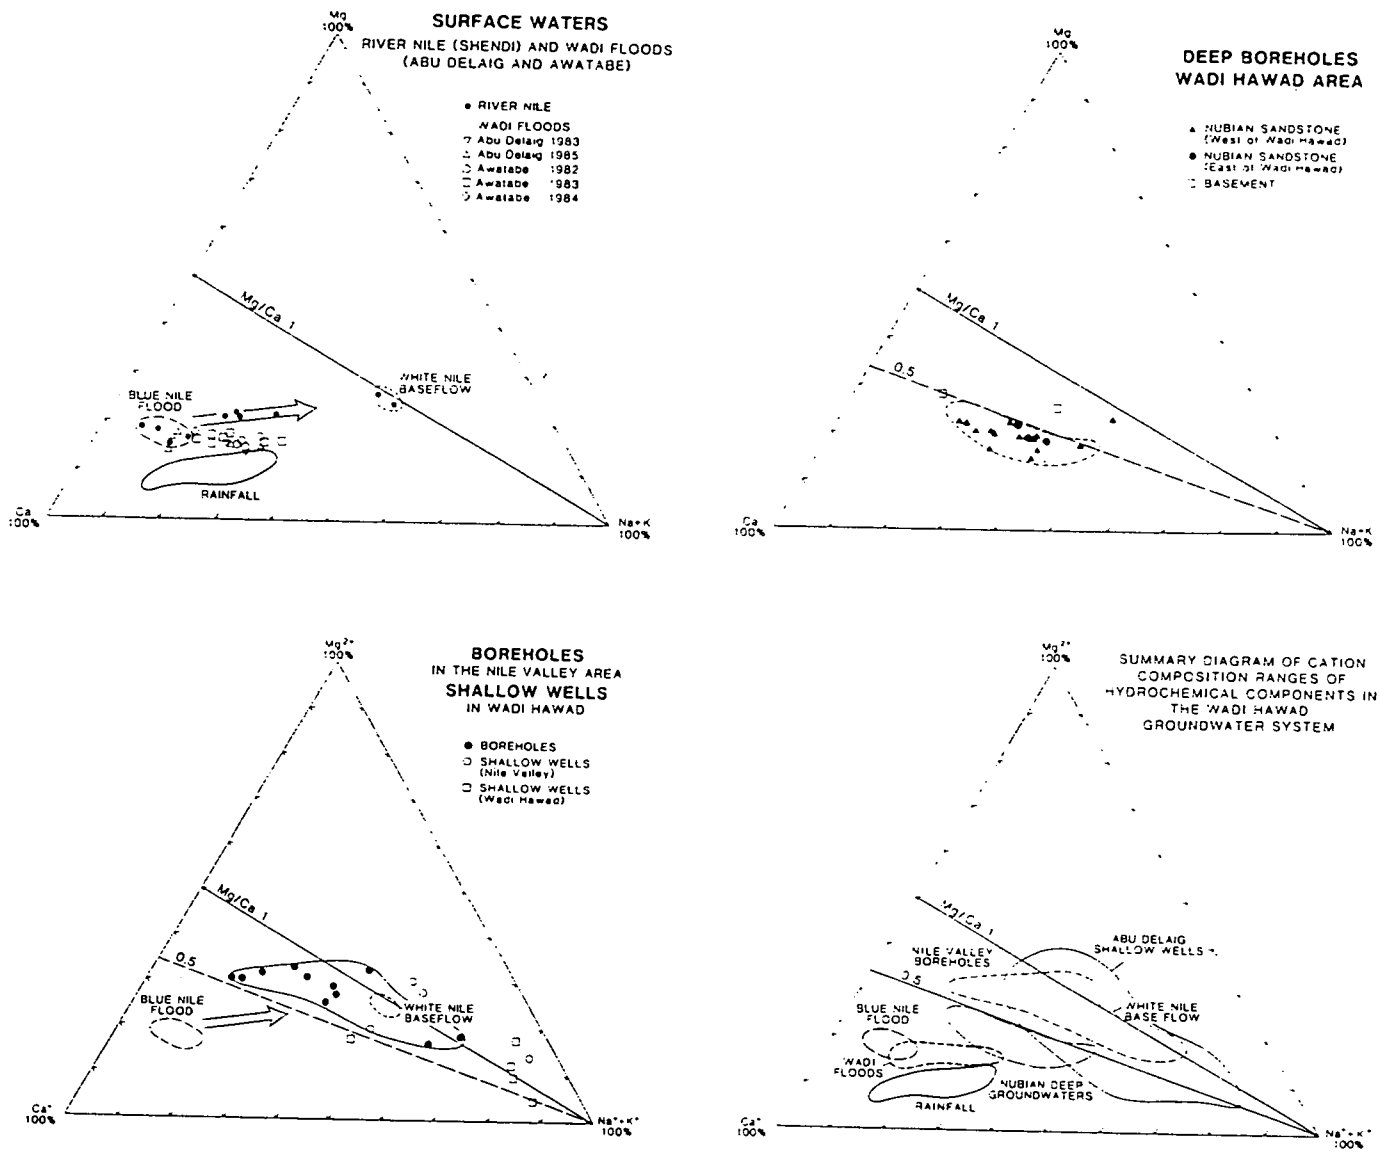 Mg
100%
SURFACE WATERS
RIVER NILE (SHENDI) AND WADI FLOODS
(ABU DELAIG AND AWATABE)
RIVER NILE
WADI FLOODS
Abu Delaig 1983
Abu Delaig 1985
Awatabe 1982
Awatabe 1983
Awatabe 1984
Mg/Ca 1
WHITE NILE
BASEFLOW
BLUE NILE
FLOOD
RAINFALL
Ca
100%
Na+K
100%
Mg
100%
DEEP BOREHOLES
WADI HAWAD AREA
NUBIAN SANDSTONE
(West of Wadi Hawad)
NUBIAN SANDSTONE
(East of Wadi Hawad)
BASEMENT
Mg/Ca 1
0.5
Ca
100%
Na+K
100%
Mg2+
100%
BOREHOLES
IN THE NILE VALLEY AREA
SHALLOW WELLS
IN WADI HAWAD
BOREHOLES
SHALLOW WELLS
(Nile Valley)
SHALLOW WELLS
(Wadi Hawad)
Mg/Ca 1
0.5
BLUE NILE
FLOOD
WHITE NILE
BASEFLOW
Ca+
100%
Na++K+
100%
Mg2+
100%
SUMMARY DIAGRAM OF CATION
COMPOSITION RANGES OF
HYDROCHEMICAL COMPONENTS IN
THE WADI HAWAD
GROUNDWATER SYSTEM
Mg/Ca 1
NILE VALLEY
BOREHOLES
ABU DELAIG
SHALLOW WELLS
0.5
BLUE NILE
FLOOD
WHITE NILE
BASE FLOW
WADI
FLOODS
NUBIAN DEEP
GROUNDWATERS
RAINFALL
Ca+
100%
Na++K+
100%